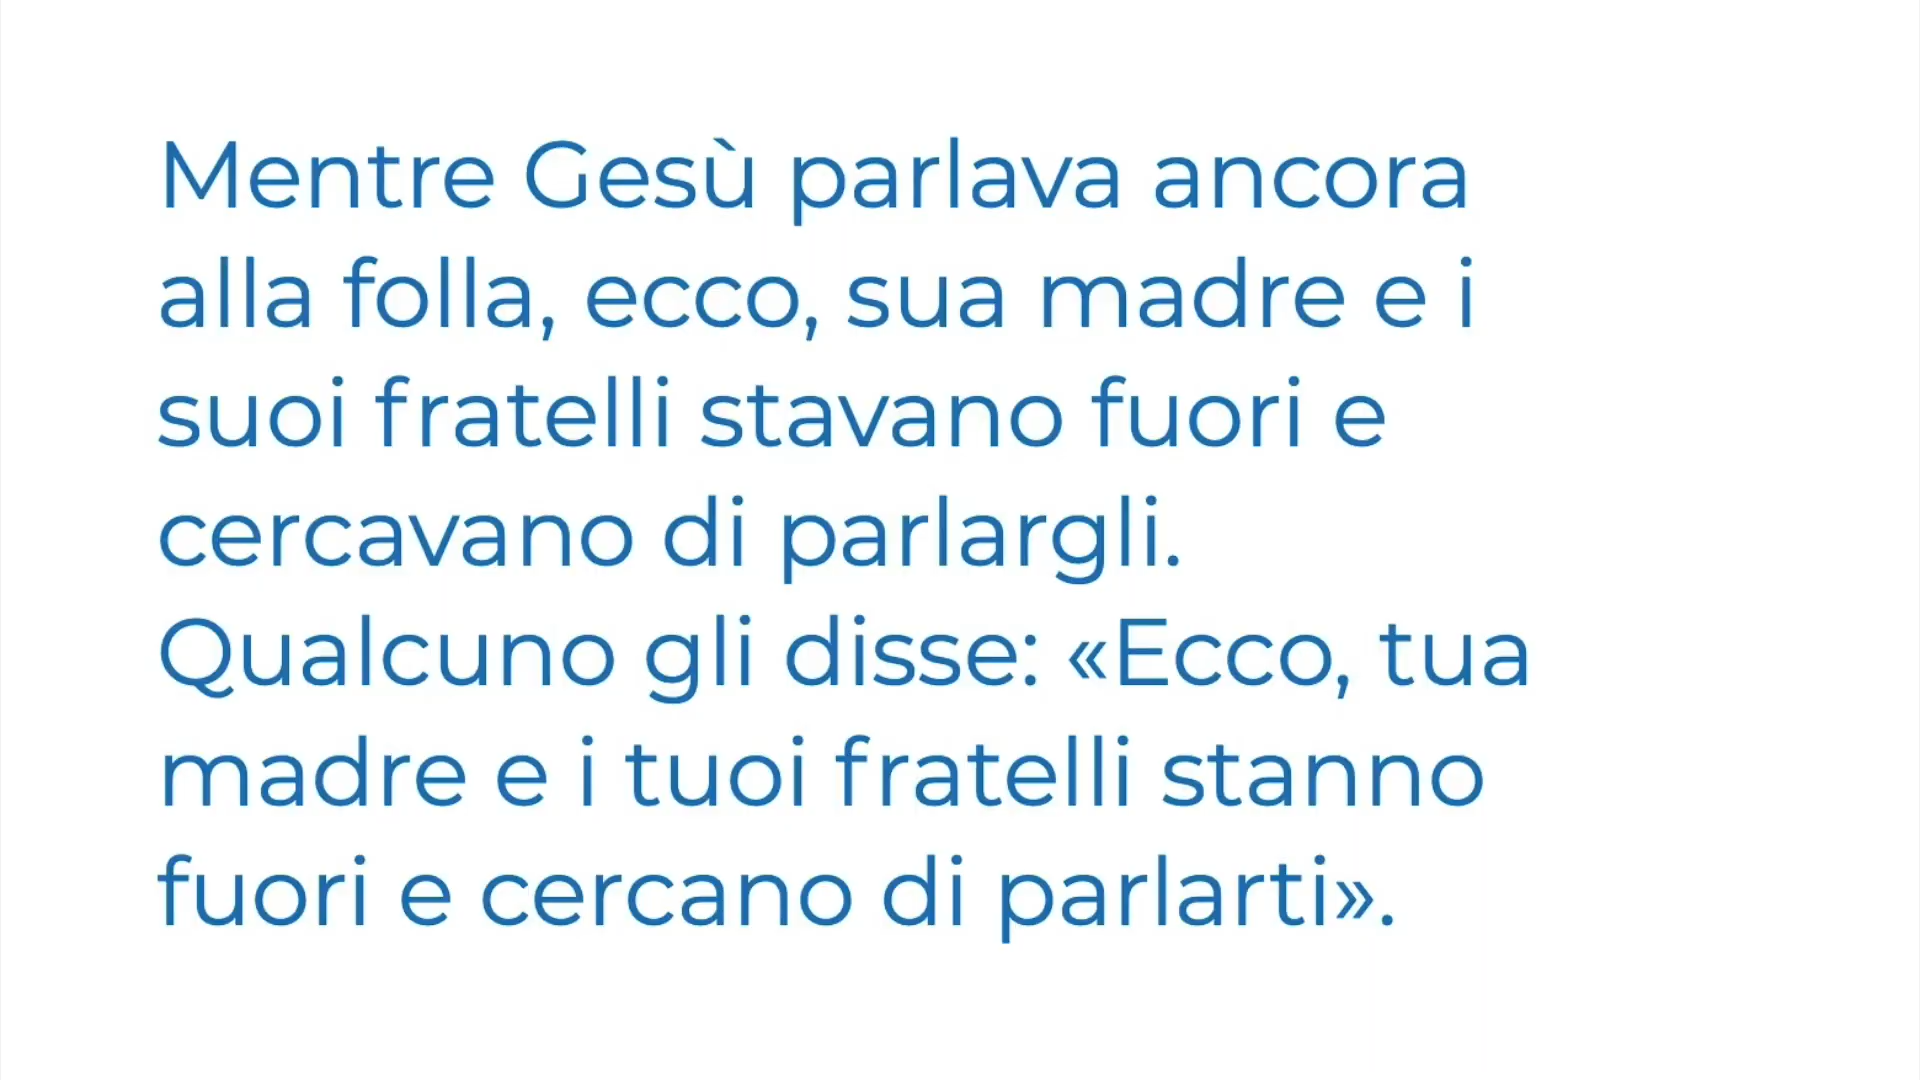 Mentre Gesù parlava ancora
alla folla, ecco, sua madre e i
suoi fratelli stavano fuori e
cercavano di parlargli.
Qualcuno gli disse: «Ecco, tua
madre e i tuoi fratelli stanno
fuori e cercano di parlarti».